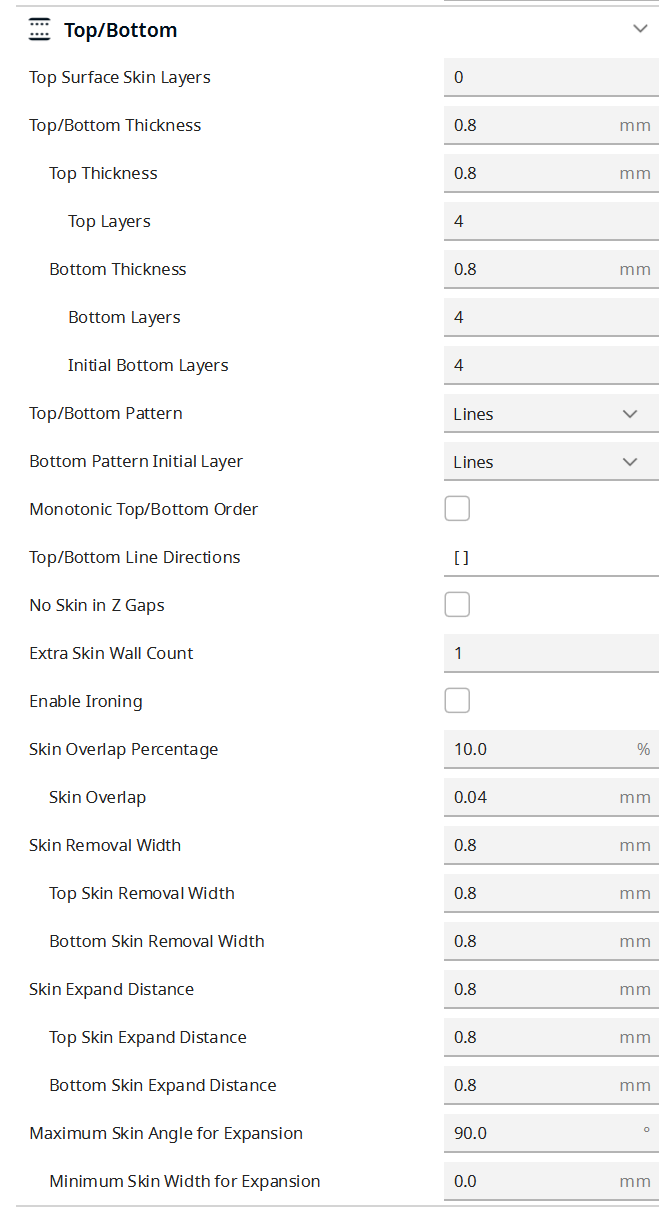 Top/Bottom
Top Surface Skin Layers 0
Top/Bottom Thickness 0.8 mm
Top Thickness 0.8 mm
Top Layers 4
Bottom Thickness 0.8 mm
Bottom Layers 4
Initial Bottom Layers 4
Top/Bottom Pattern Lines
Bottom Pattern Initial Layer Lines
Monotonic Top/Bottom Order
Top/Bottom Line Directions [ ]
No Skin in Z Gaps
Extra Skin Wall Count 1
Enable Ironing
Skin Overlap Percentage 10.0 %
Skin Overlap 0.04 mm
Skin Removal Width 0.8 mm
Top Skin Removal Width 0.8 mm
Bottom Skin Removal Width 0.8 mm
Skin Expand Distance 0.8 mm
Top Skin Expand Distance 0.8 mm
Bottom Skin Expand Distance 0.8 mm
Maximum Skin Angle for Expansion 90.0 °
Minimum Skin Width for Expansion 0.0 mm